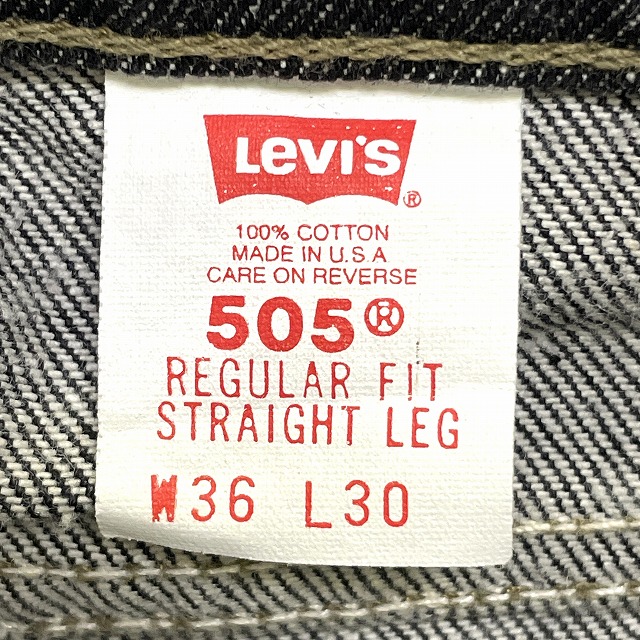 Levi's®
100% COTTON
MADE IN U.S.A
CARE ON REVERSE
505®
REGULAR FIT
STRAIGHT LEG
W36 L30